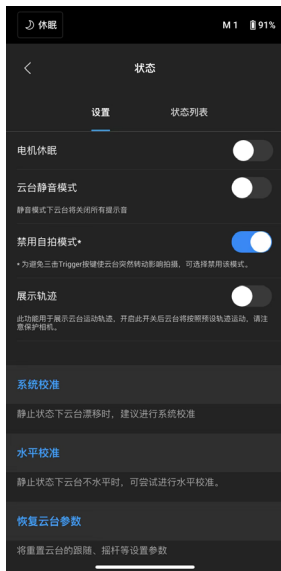 休眠 M 1 91%
状态
设置 状态列表
电机休眠
云台静音模式
静音模式下云台将关闭所有提示音
禁用自拍模式*
* 为避免三击Trigger按键使云台突然转动影响拍摄，可选择禁用该模式。
展示轨迹
此功能用于展示云台运动轨迹，开启此开关后云台将按照预设轨迹运动，请注
意保护相机。
系统校准
静止状态下云台漂移时，建议进行系统校准
水平校准
静止状态下云台不水平时，可尝试进行水平校准。
恢复云台参数
将重置云台的跟随、摇杆等设置参数